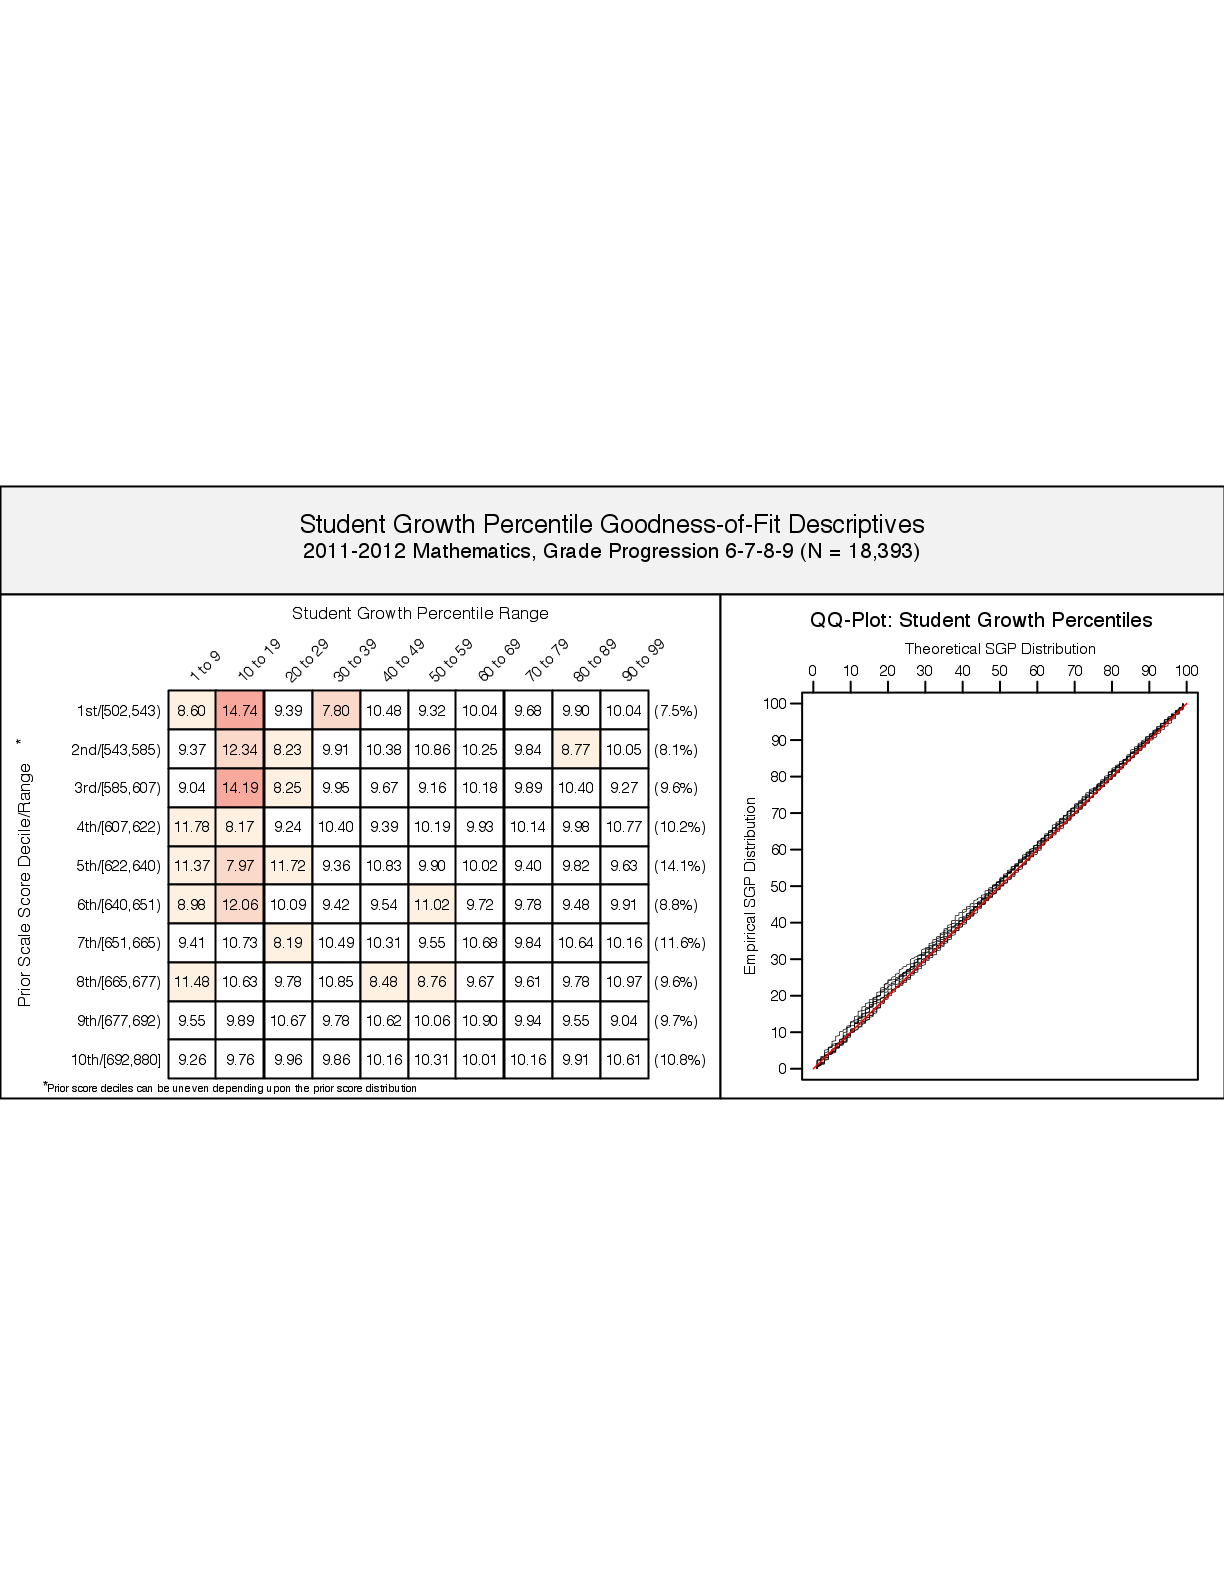 Student Growth Percentile Goodness-of-Fit Descriptives
2011-2012 Mathematics, Grade Progression 6-7-8-9 (N = 18,393)
Student Growth Percentile Range
1 to 9 10 to 19 20 to 29 30 to 39 40 to 49 50 to 59 60 to 69 70 to 79 80 to 89 90 to 99
Prior Scale Score Decile/Range *
1st/[502,543) 8.60 14.74 9.39 7.80 10.48 9.32 10.04 9.68 9.90 10.04 (7.5%)
2nd/[543,585) 9.37 12.34 8.23 9.91 10.38 10.86 10.25 9.84 8.77 10.05 (8.1%)
3rd/[585,607) 9.04 14.19 8.25 9.95 9.67 9.16 10.18 9.89 10.40 9.27 (9.6%)
4th/[607,622) 11.78 8.17 9.24 10.40 9.39 10.19 9.93 10.14 9.98 10.77 (10.2%)
5th/[622,640) 11.37 7.97 11.72 9.36 10.83 9.90 10.02 9.40 9.82 9.63 (14.1%)
6th/[640,651) 8.98 12.06 10.09 9.42 9.54 11.02 9.72 9.78 9.48 9.91 (8.8%)
7th/[651,665) 9.41 10.73 8.19 10.49 10.31 9.55 10.68 9.84 10.64 10.16 (11.6%)
8th/[665,677) 11.48 10.63 9.78 10.85 8.48 8.76 9.67 9.61 9.78 10.97 (9.6%)
9th/[677,692) 9.55 9.89 10.67 9.78 10.62 10.06 10.90 9.94 9.55 9.04 (9.7%)
10th/[692,880] 9.26 9.76 9.96 9.86 10.16 10.31 10.01 10.16 9.91 10.61 (10.8%)
*Prior score deciles can be uneven depending upon the prior score distribution
QQ-Plot: Student Growth Percentiles
Theoretical SGP Distribution
0 10 20 30 40 50 60 70 80 90 100
Empirical SGP Distribution
100
90
80
70
60
50
40
30
20
10
0